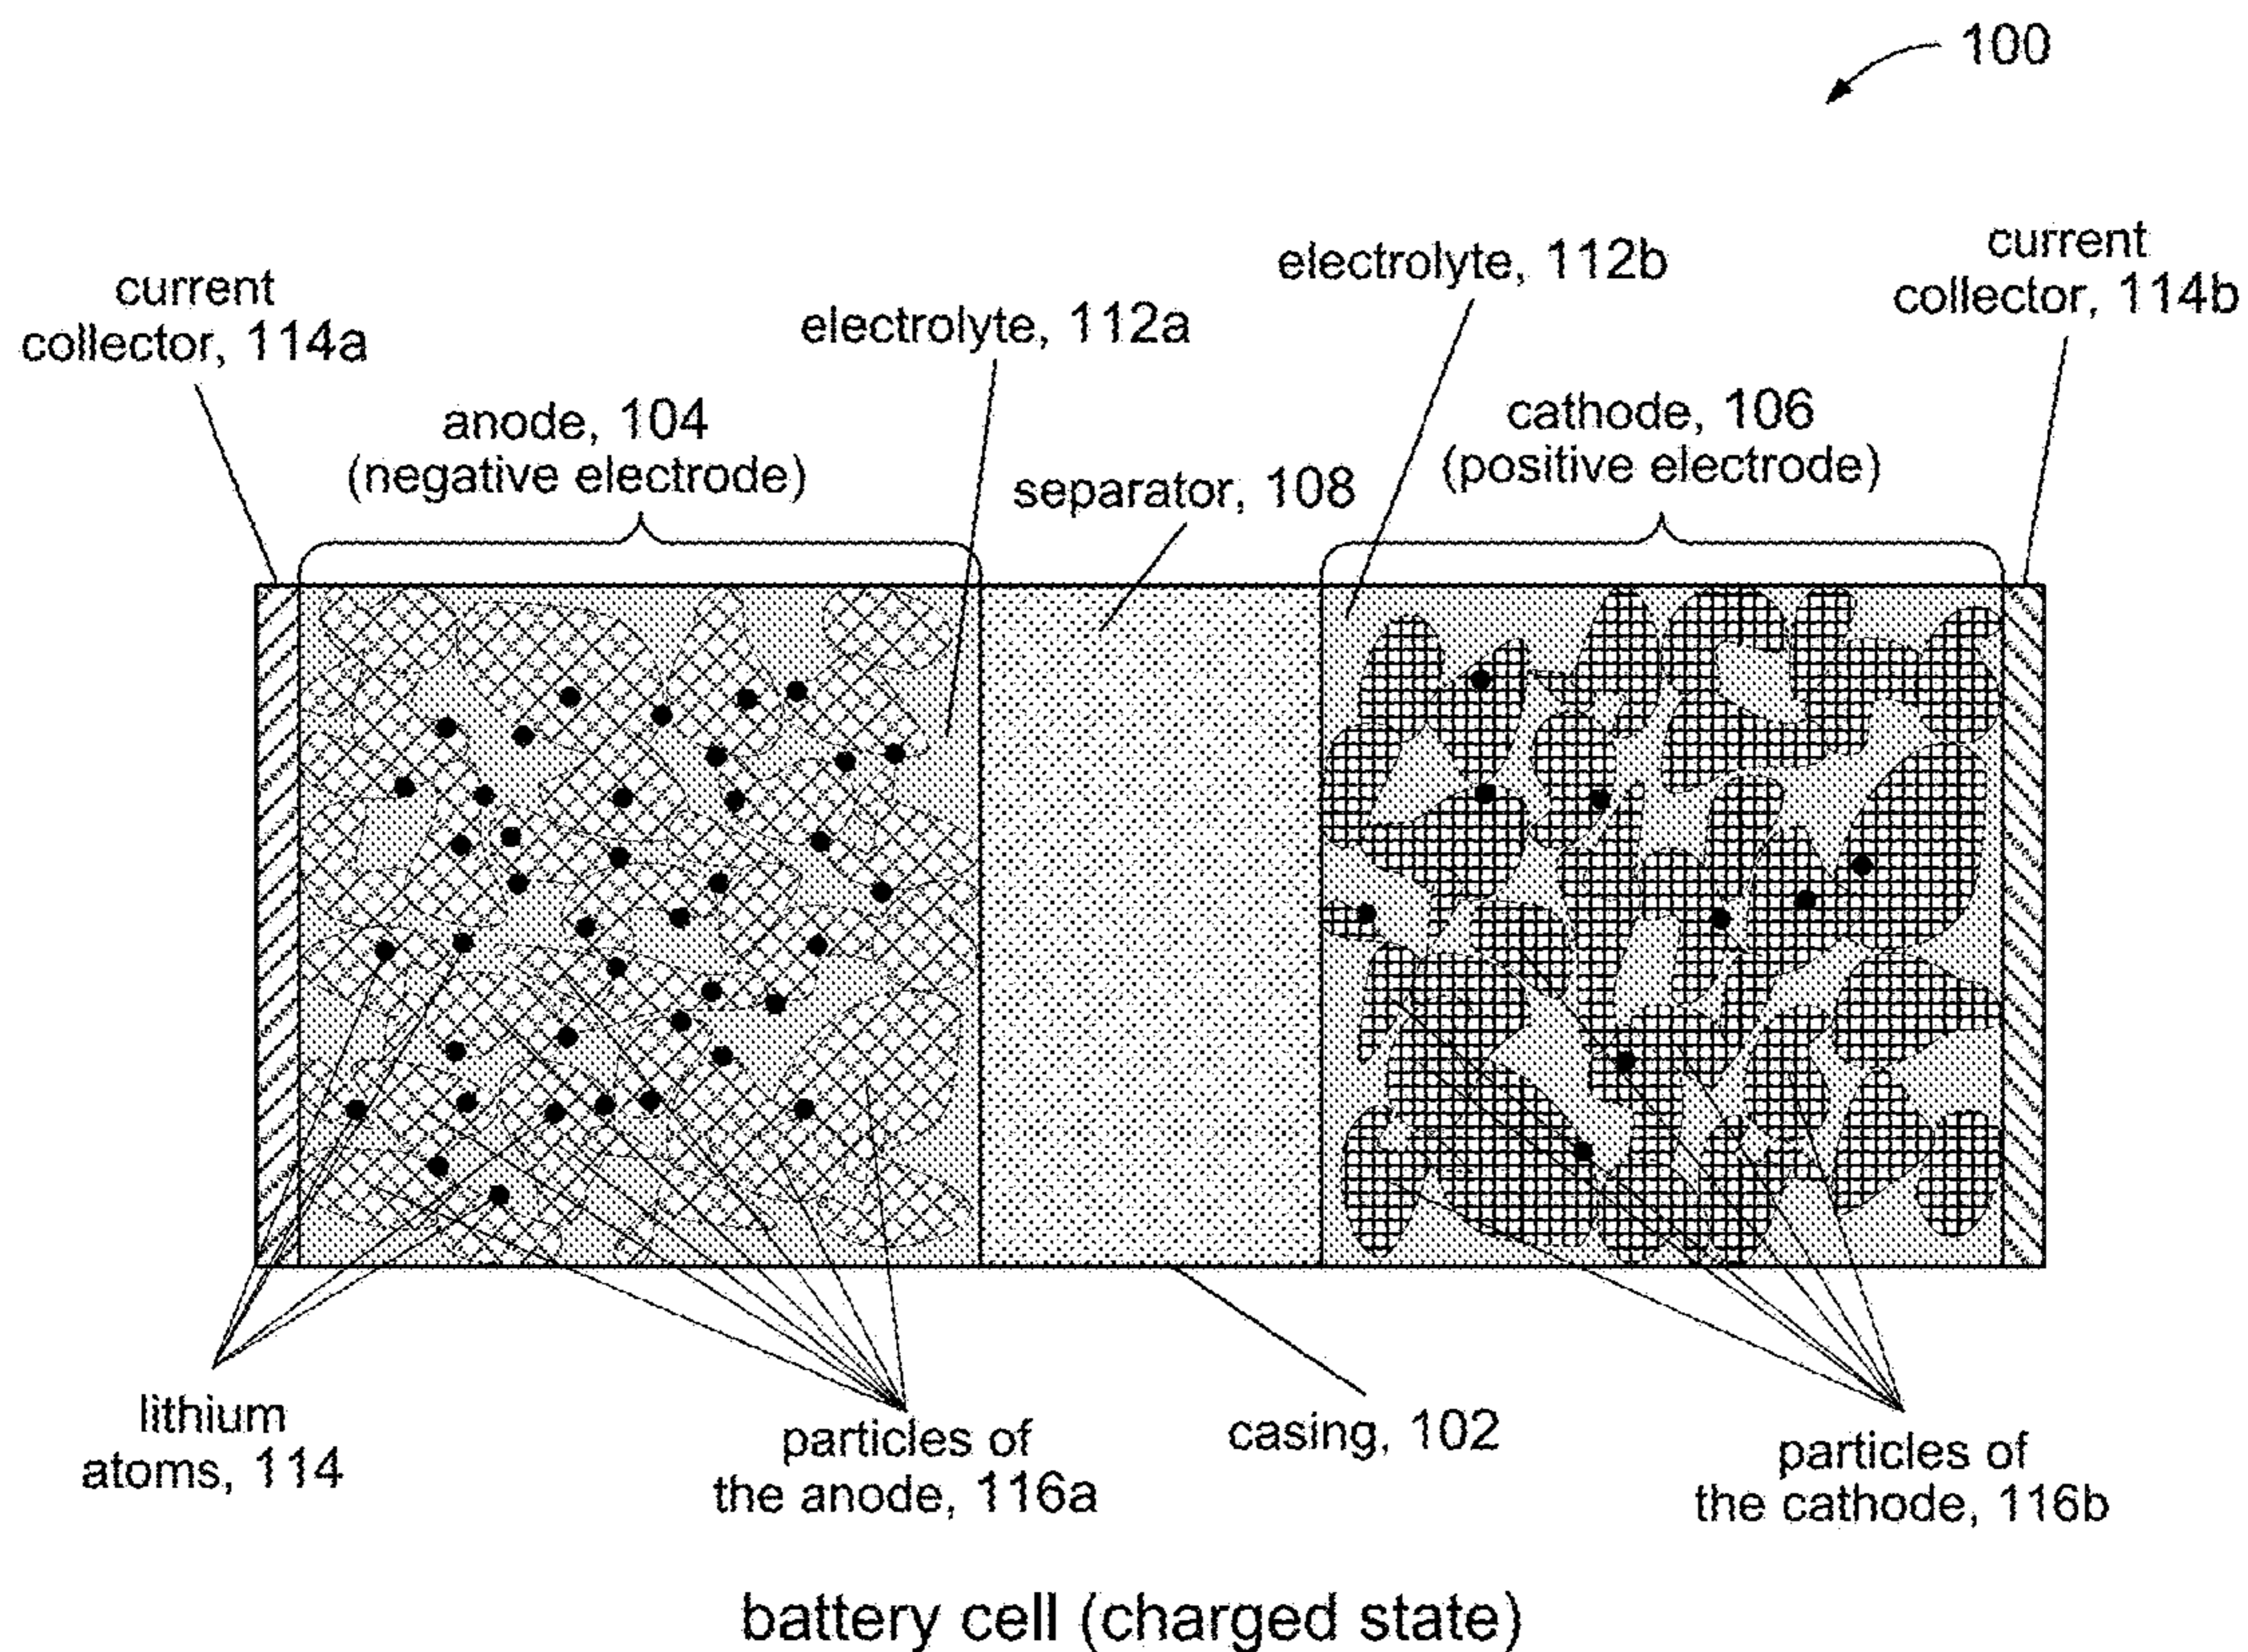 100
current
collector, 114a
electrolyte, 112a
electrolyte, 112b
current
collector, 114b
anode, 104
(negative electrode)
separator, 108
cathode, 106
(positive electrode)
lithium
atoms, 114
particles of
the anode, 116a
casing, 102
particles of
the cathode, 116b
battery cell (charged state)